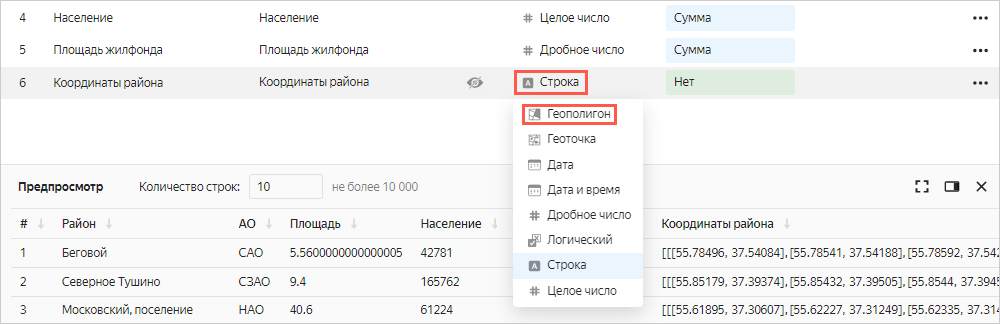 4 Население Население Целое число Сумма
5 Площадь жилфонда Площадь жилфонда Дробное число Сумма
6 Координаты района Координаты района Строка Нет
Геополигон
Геоточка
Дата
Дата и время
Дробное число
Логический
Строка
Целое число
Предпросмотр Количество строк: 10 не более 10 000
# Район АО Площадь Население Координаты района
1 Беговой САО 5.5600000000000005 42781 [[[55.78496, 37.54084], [55.78541, 37.54188], [55.78592, 37.542
2 Северное Тушино СЗАО 9.4 165762 [[[55.85179, 37.39374], [55.85432, 37.39505], [55.8544, 37.3945
3 Московский, поселение НАО 40.6 61224 [[[55.61895, 37.30607], [55.62227, 37.31249], [55.62335, 37.314